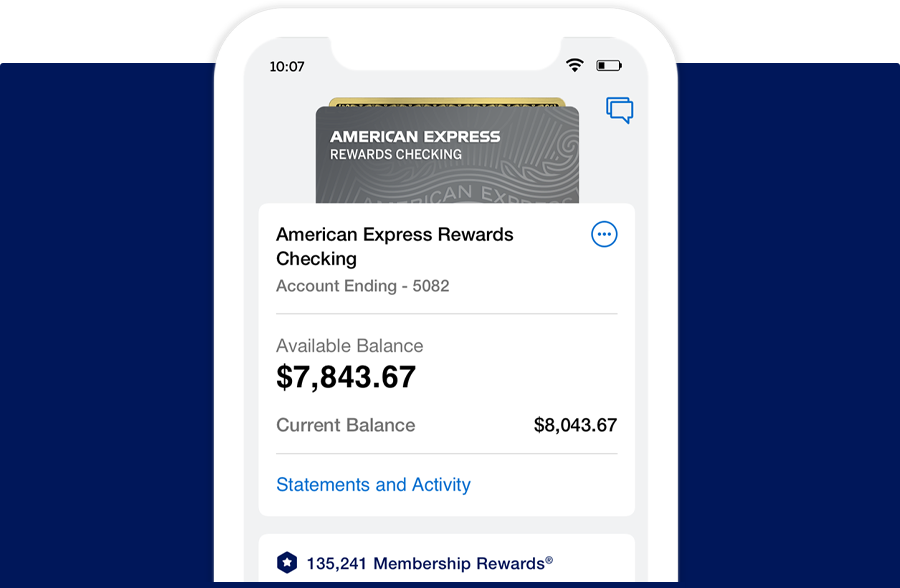 10:07
AMERICAN EXPRESS
REWARDS CHECKING
AMERICAN EXPRESS
American Express Rewards
Checking
Account Ending - 5082
Available Balance
$7,843.67
Current Balance
$8,043.67
Statements and Activity
135,241 Membership Rewards®